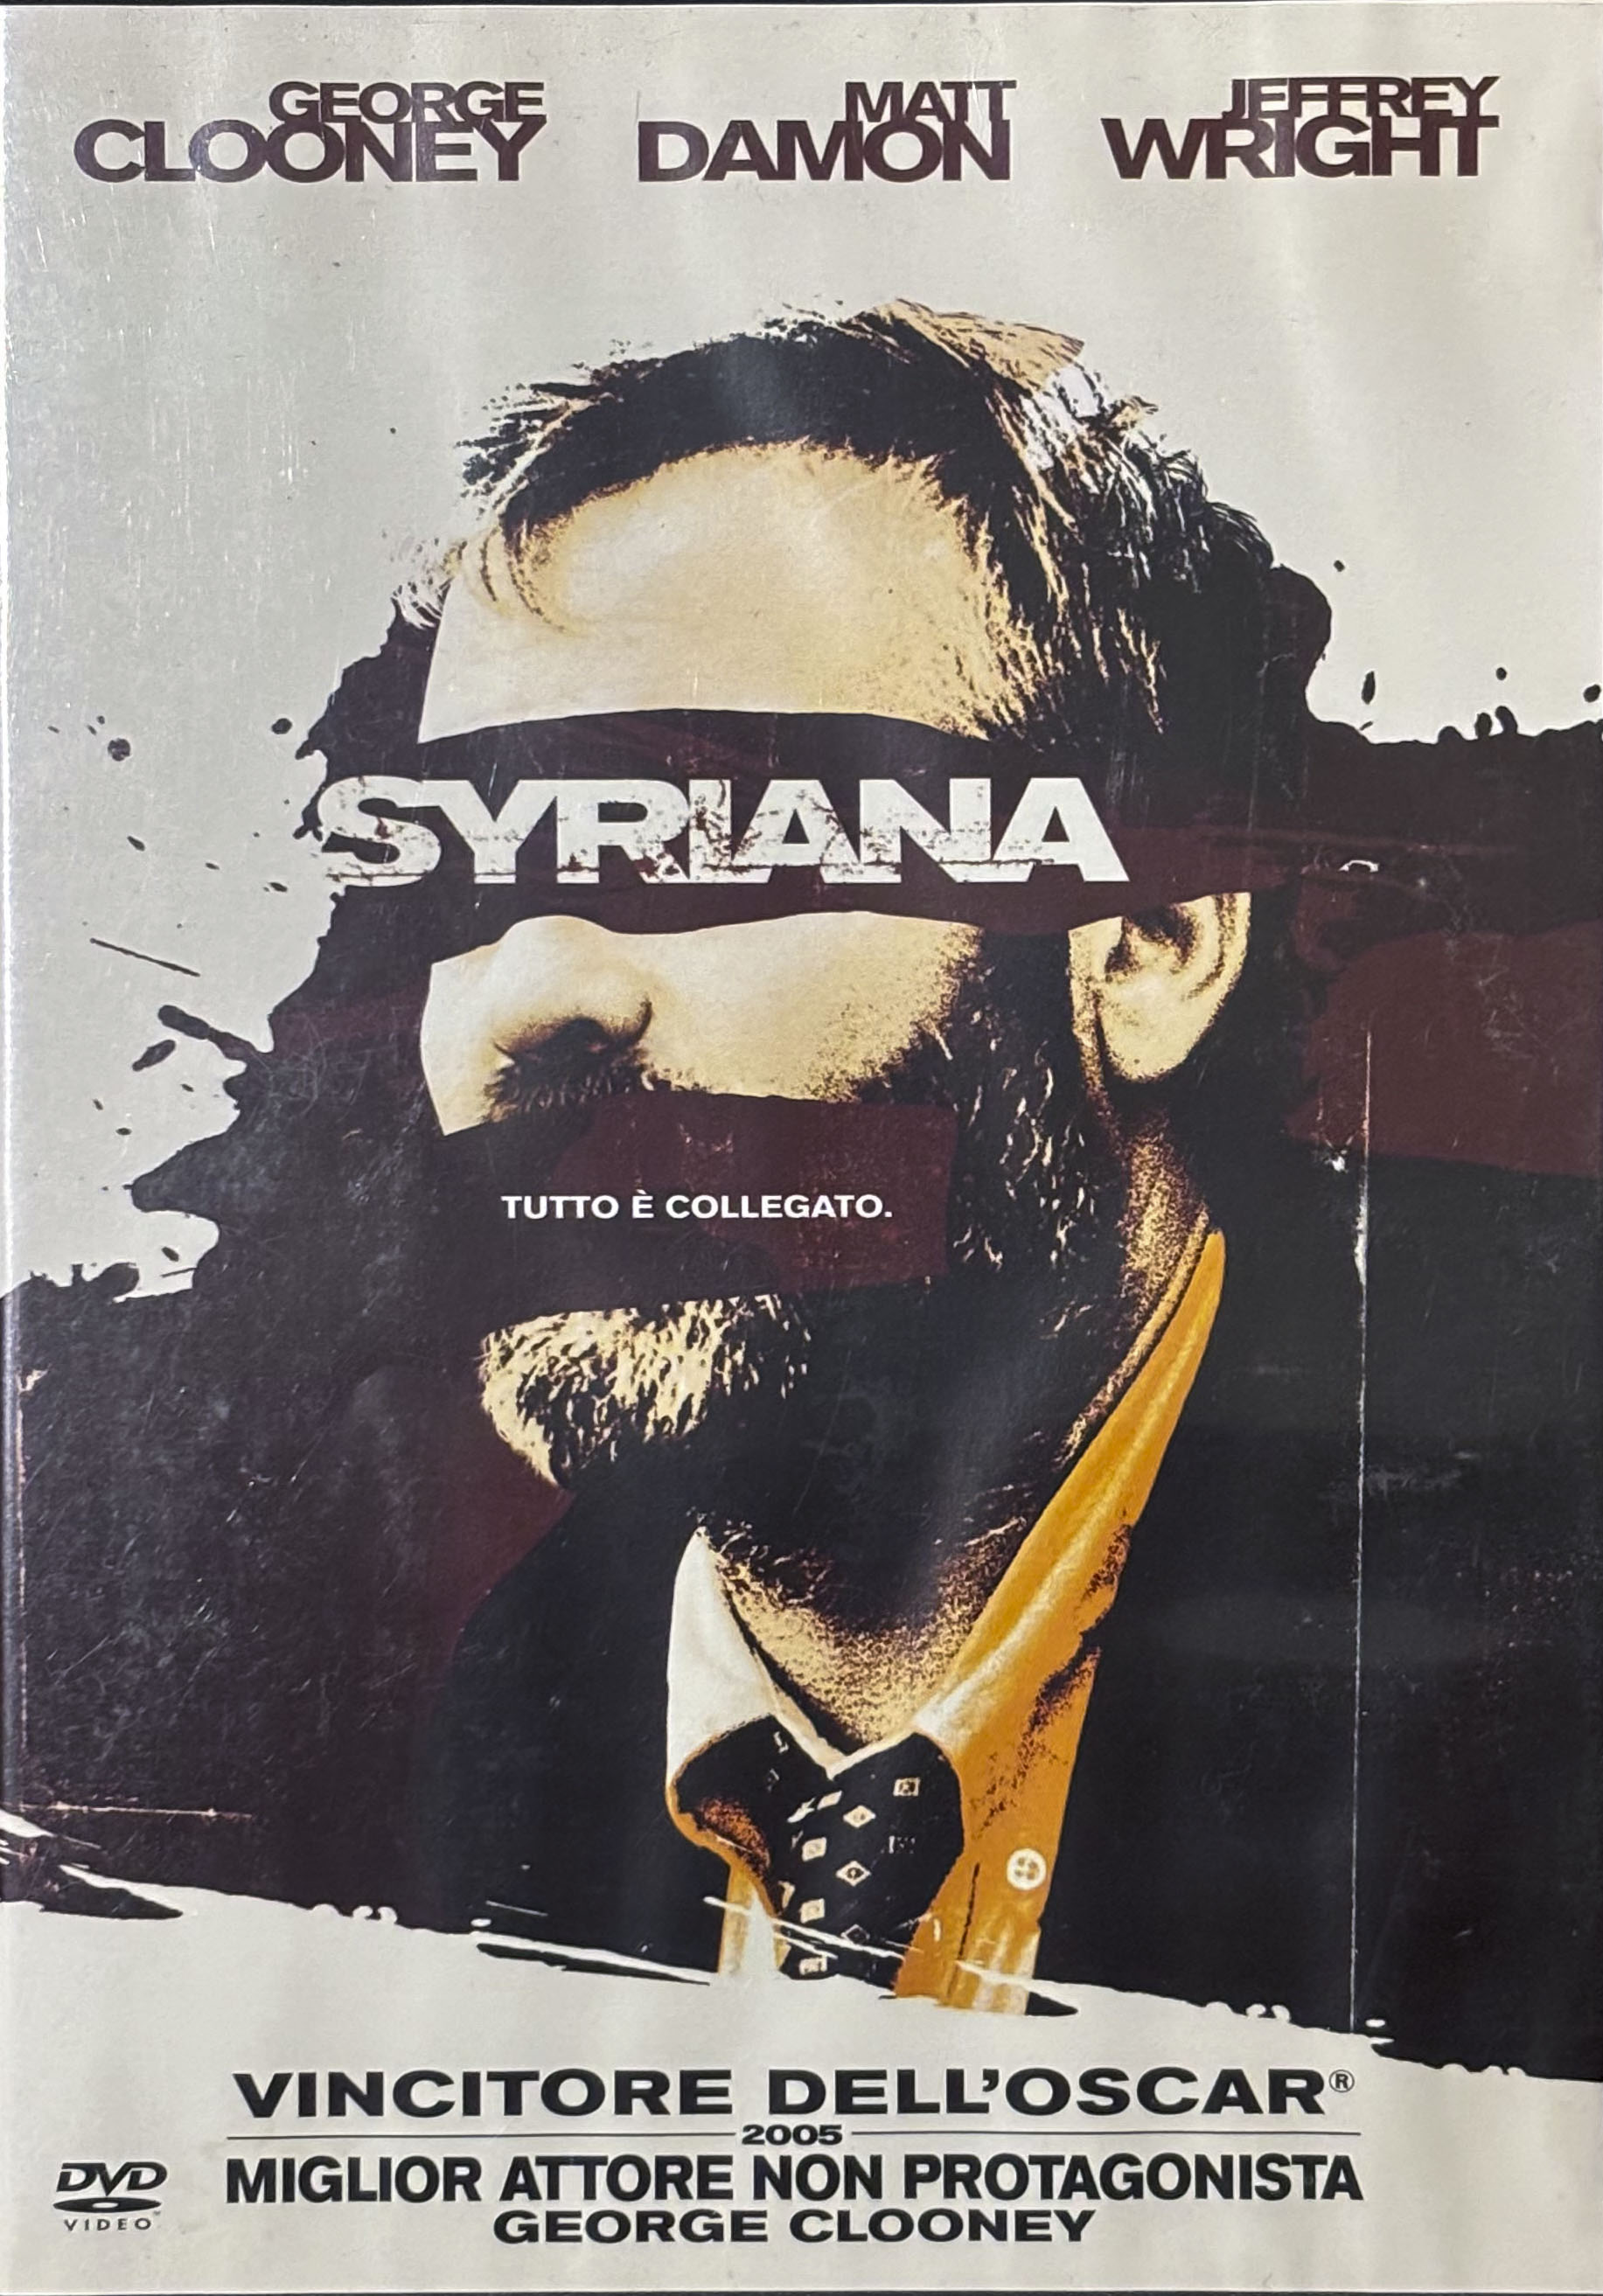 GEORGE CLOONEY
MATT DAMON
JEFFREY WRIGHT
SYRIANA
TUTTO È COLLEGATO.
VINCITORE DELL'OSCAR®
2005
MIGLIOR ATTORE NON PROTAGONISTA
GEORGE CLOONEY
DVD
VIDEO™